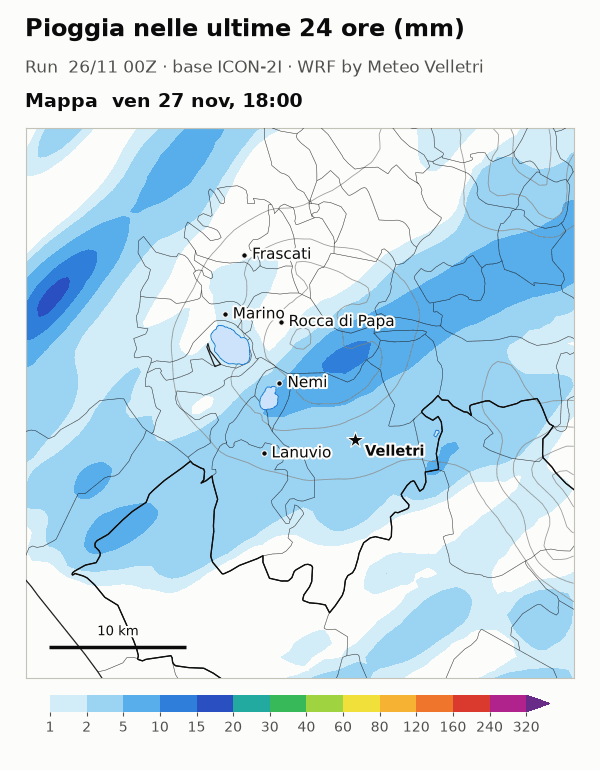 Pioggia nelle ultime 24 ore (mm)
Run 26/11 00Z · base ICON-2I · WRF by Meteo Velletri
Mappa ven 27 nov, 18:00
Frascati
Marino
Rocca di Papa
Nemi
Lanuvio
Velletri
10 km
1 2 5 10 15 20 30 40 60 80 120 160 240 320